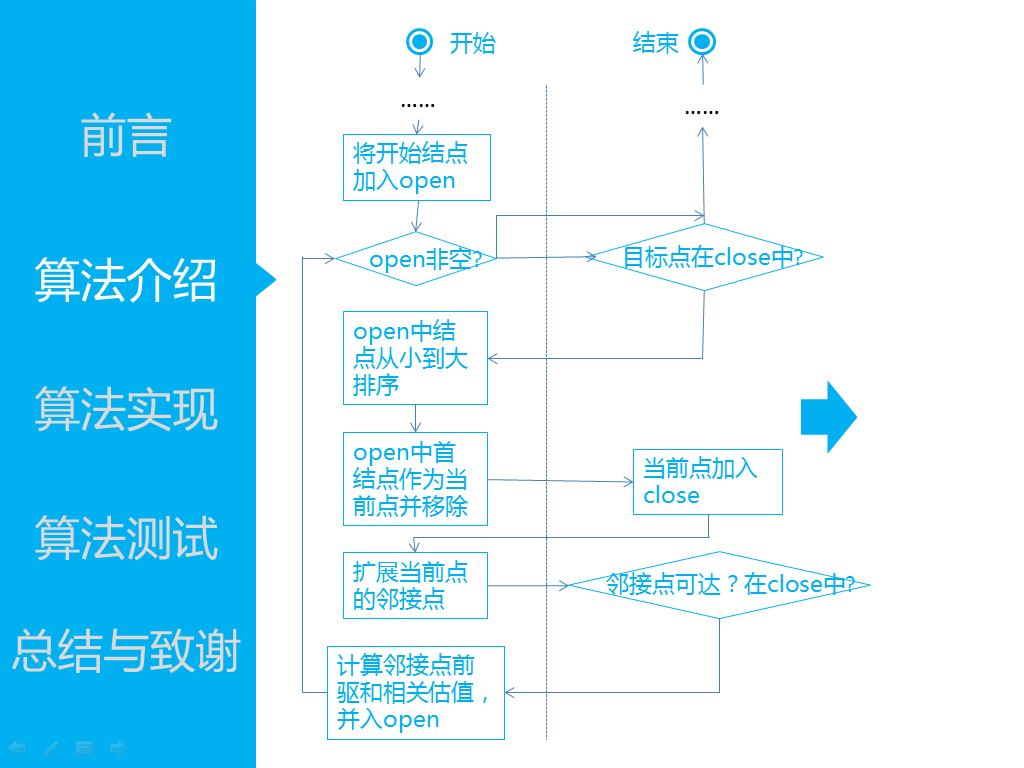 前言
算法介绍
算法实现
算法测试
总结与致谢
开始
……
将开始结点
加入open
open非空?
open中结
点从小到大
排序
open中首
结点作为当
前点并移除
扩展当前点
的邻接点
计算邻接点前
驱和相关估值，
并入open
结束
……
目标点在close中?
当前点加入
close
邻接点可达？在close中?